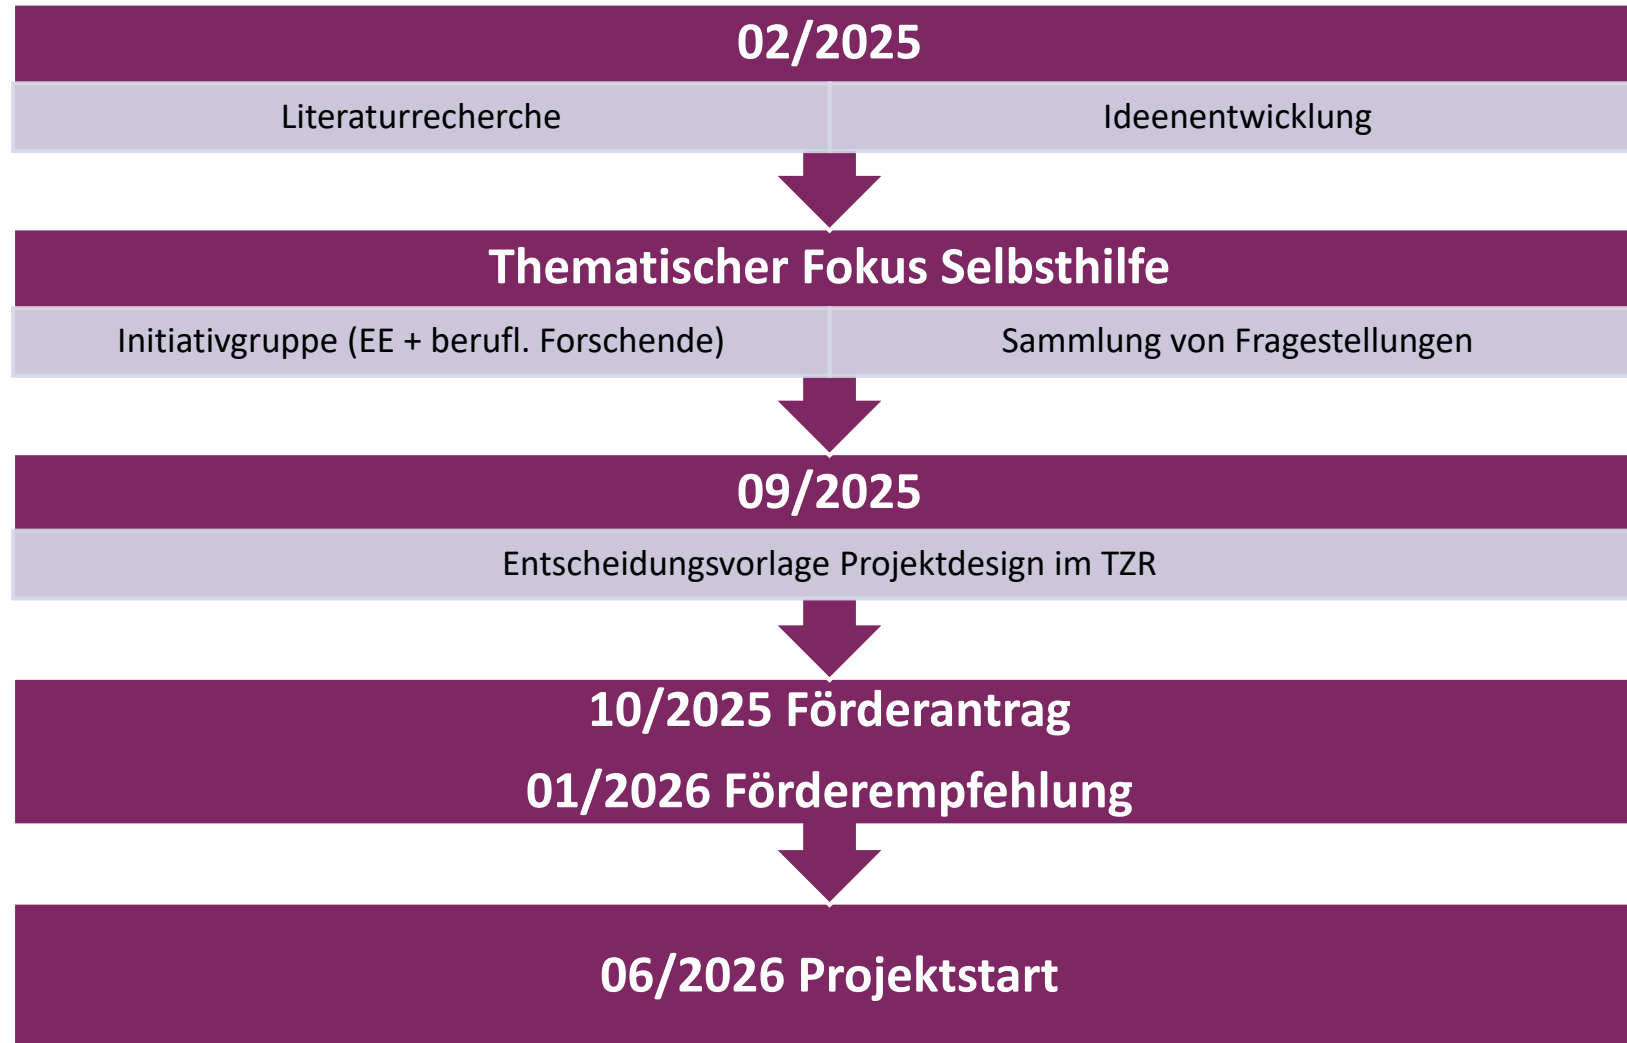 02/2025
Literaturrecherche
Ideenentwicklung
Thematischer Fokus Selbsthilfe
Initiativgruppe (EE + berufl. Forschende)
Sammlung von Fragestellungen
09/2025
Entscheidungsvorlage Projektdesign im TZR
10/2025 Förderantrag
01/2026 Förderempfehlung
06/2026 Projektstart